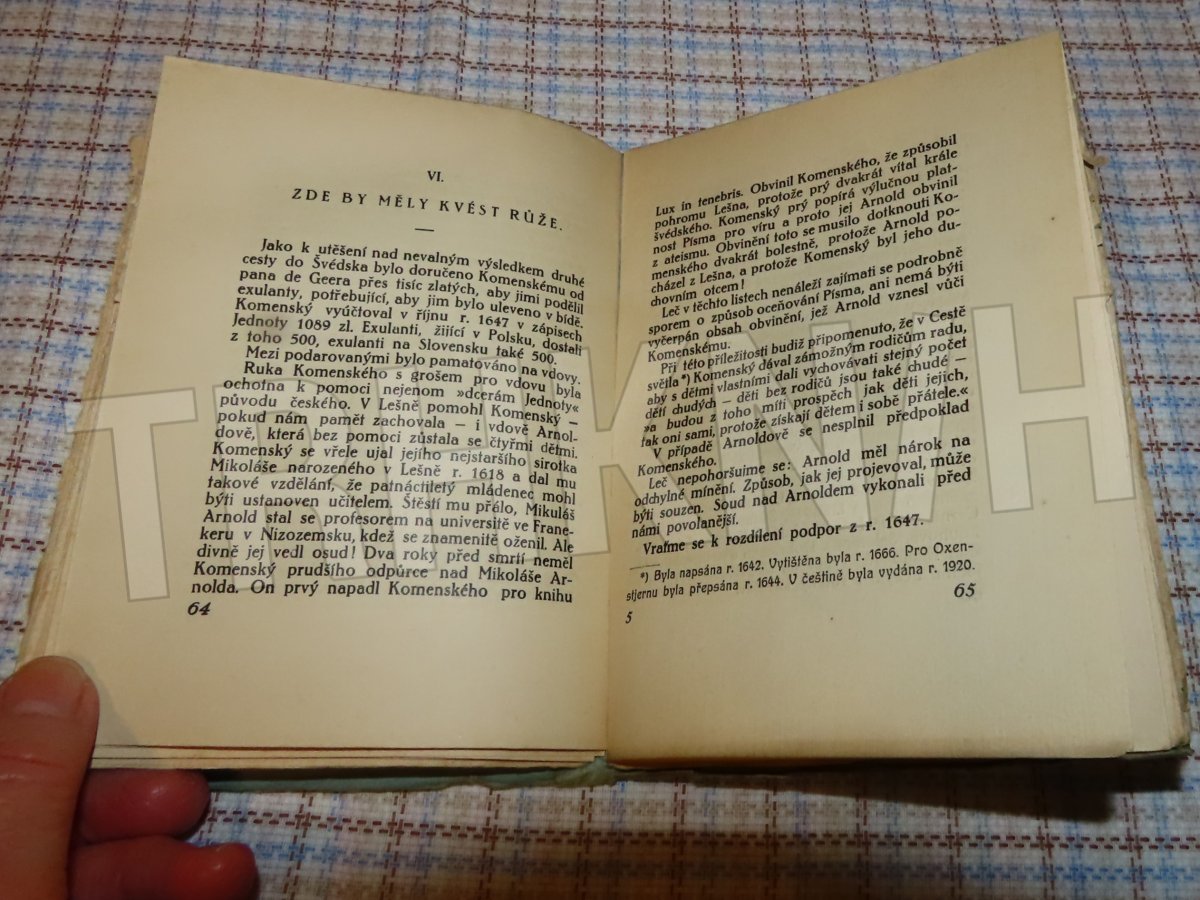 VI.
ZDE BY MĚLY KVÉST RŮŽE.
Jako k utěšení nad nevalným výsledkem druhé
cesty do Švédska bylo doručeno Komenskému od
pana de Geera přes tisíc zlatých, aby jimi podělil
exulanty, potřebující, aby jim bylo uleveno v bídě.
Komenský vyúčtoval v říjnu r. 1647 v zápisech
Jednoty 1089 zl. Exulanti, žijící v Polsku, dostali
z toho 500, exulanti na Slovensku také 500.
Mezi podarovanými bylo pamatováno na vdovy.
Ruka Komenského s grošem pro vdovu byla
ochotna k pomoci nejenom »dcerám Jednoty«
původu českého. V Lešně pomohl Komenský –
pokud nám paměť zachovala – i vdově Arnol-
dově, která bez pomoci zůstala se čtyřmi dětmi.
Komenský se vřele ujal jejího nejstaršího sirotka
Mikoláše narozeného v Lešně r. 1618 a dal mu
takové vzdělání, že patnáctiletý mládenec mohl
býti ustanoven učitelem. Štěstí mu přálo, Mikuláš
Arnold stal se profesorem na universitě ve Frane-
keru v Nizozemsku, kdež se znamenitě oženil. Ale
divně jej vedl osud! Dva roky před smrtí neměl
Komenský prudšího odpůrce nad Mikoláše Ar-
nolda. On prvý napadl Komenského pro knihu
64
Lux in tenebris. Obvinil Komenského, že způsobil
pohromu Lešna, protože prý dvakrát vítal krále
švédského. Komenský prý popírá výlučnou plat-
nost Písma pro víru a proto jej Arnold obvinil
z ateismu. Obvinění toto se musilo dotknouti Ko-
menského dvakrát bolestně, protože Arnold po-
cházel z Lešna, a protože Komenský byl jeho du-
chovním otcem!
Leč v těchto listech nenáleží zajímati se podrobně
sporem o způsob oceňování Písma, ani nemá býti
vyčerpán obsah obvinění, jež Arnold vznesl vůči
Komenskému.
Při této příležitosti budiž připomenuto, že v Cestě
světla*) Komenský dával zámožným rodičům radu,
aby s dětmi vlastními dali vychovávati stejný počet
dětí chudých – děti bez rodičů jsou také chudé –
»a budou z toho míti prospěch jak děti jejich,
tak oni sami, protože získají dětem i sobě přátele.«
V případě Arnoldově se nesplnil předpoklad
Komenského.
Leč nepohoršujme se: Arnold měl nárok na
odchylné mínění. Způsob, jak jej projevoval, může
býti souzen. Soud nad Arnoldem vykonali před
námi povolanější.
Vraťme se k rozdílení podpor z r. 1647.
*) Byla napsána r. 1642. Vytištěna byla r. 1666. Pro Oxen-
stjernu byla přepsána r. 1644. V češtině byla vydána r. 1920.
5
65